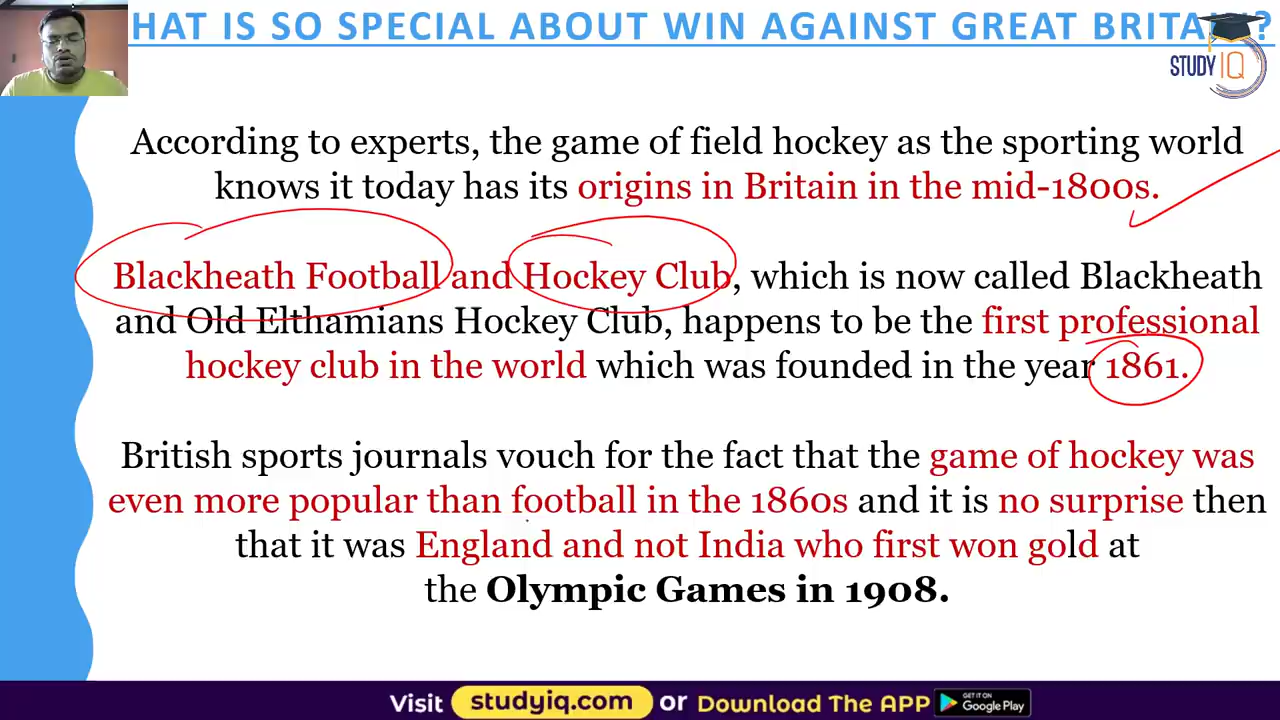 HAT IS SO SPECIAL ABOUT WIN AGAINST GREAT BRITAIN?
STUDY IQ
According to experts, the game of field hockey as the sporting world
knows it today has its origins in Britain in the mid-1800s.
Blackheath Football and Hockey Club, which is now called Blackheath
and Old Elthamians Hockey Club, happens to be the first professional
hockey club in the world which was founded in the year 1861.
British sports journals vouch for the fact that the game of hockey was
even more popular than football in the 1860s and it is no surprise then
that it was England and not India who first won gold at
the Olympic Games in 1908.
Visit studyiq.com or Download The APP GET IT ON Google Play